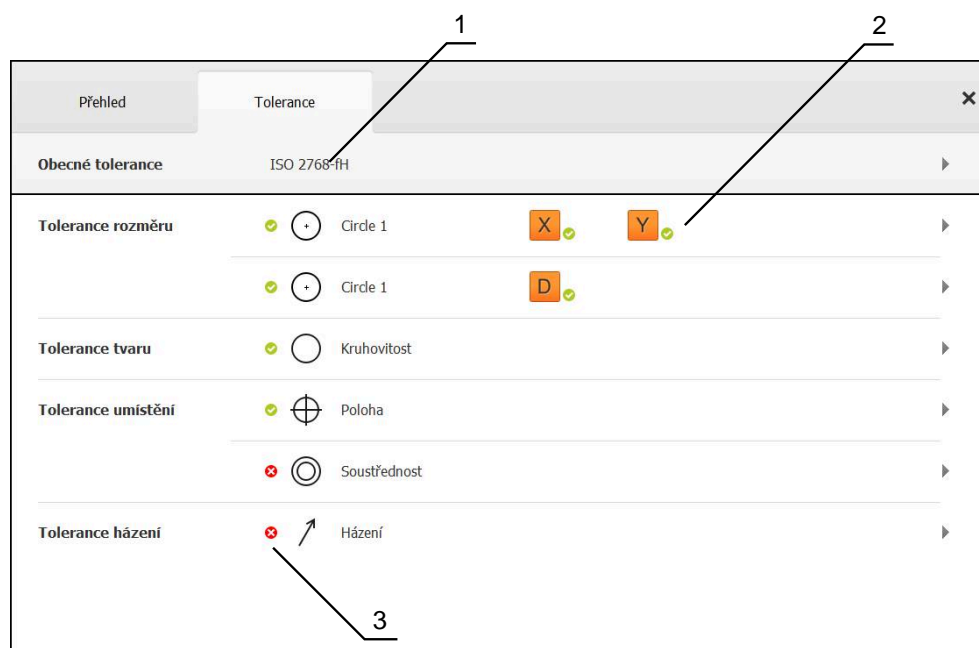 1 2
Přehled Tolerance ×
Obecné tolerance ISO 2768-fH
Tolerance rozměru Circle 1 X Y
Circle 1 D
Tolerance tvaru Kruhovitost
Tolerance umístění Poloha
Soustřednost
Tolerance házení Házení
3